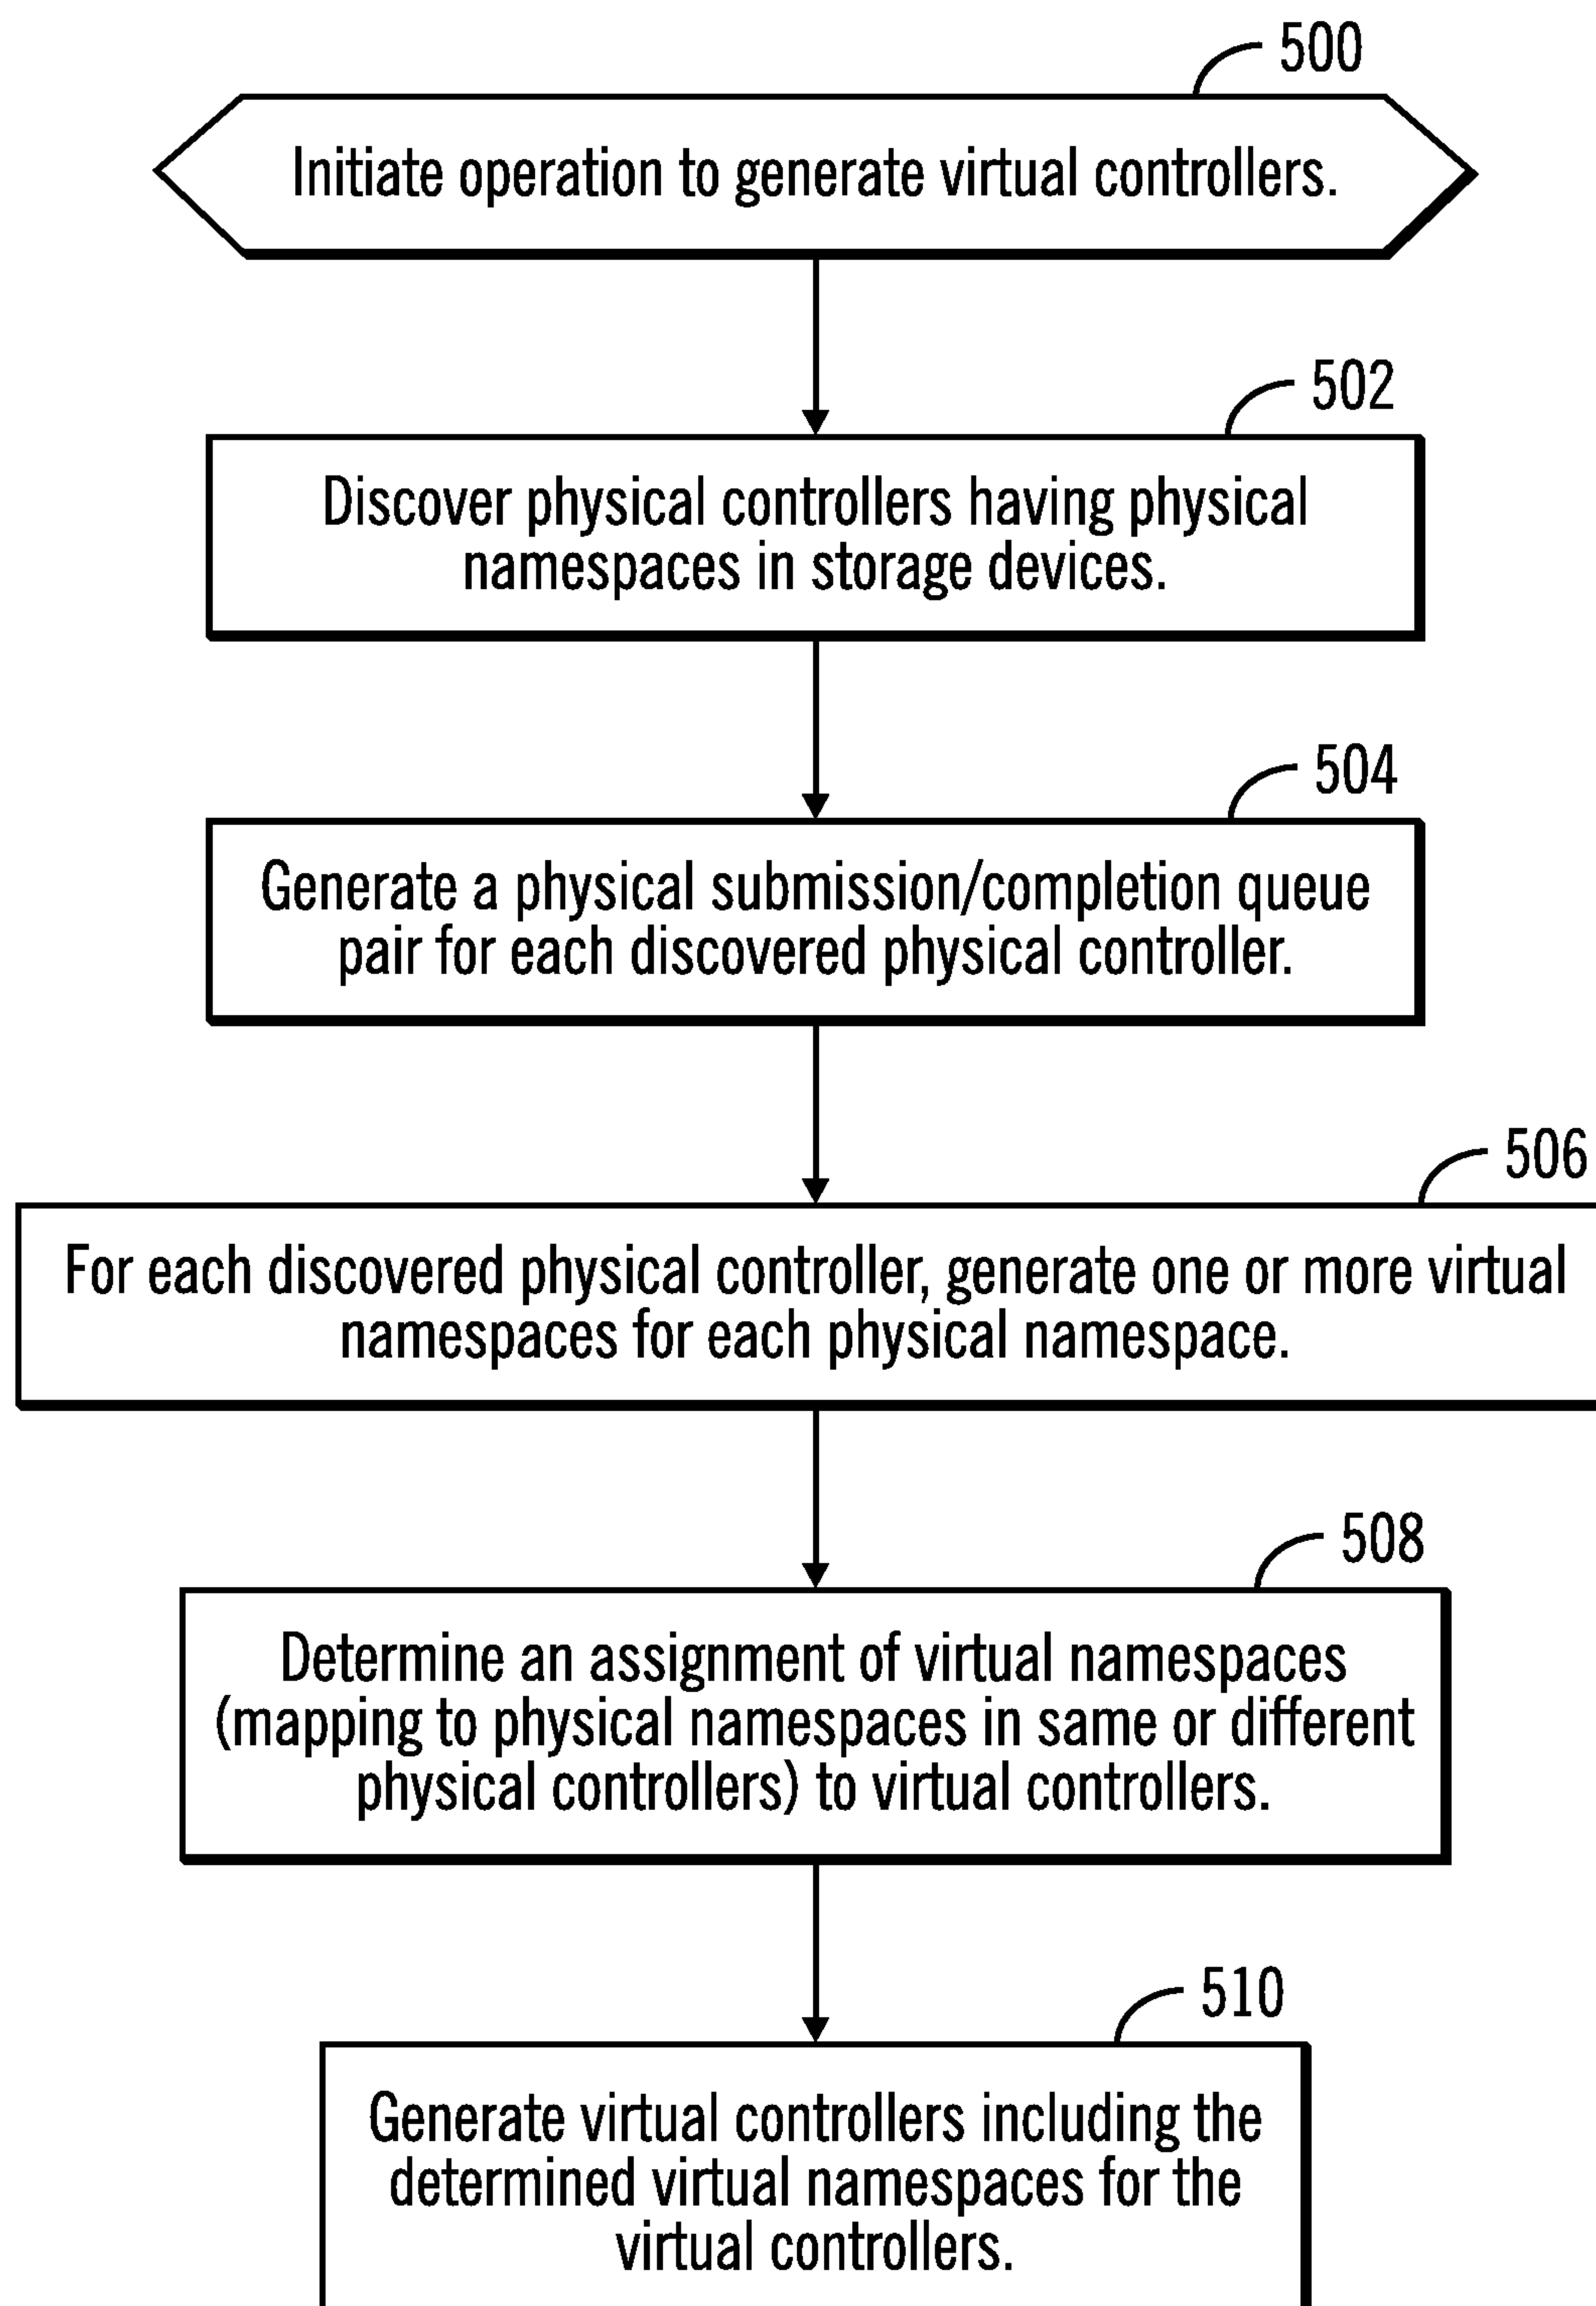 500
Initiate operation to generate virtual controllers.
502
Discover physical controllers having physical
namespaces in storage devices.
504
Generate a physical submission/completion queue
pair for each discovered physical controller.
506
For each discovered physical controller, generate one or more virtual
namespaces for each physical namespace.
508
Determine an assignment of virtual namespaces
(mapping to physical namespaces in same or different
physical controllers) to virtual controllers.
510
Generate virtual controllers including the
determined virtual namespaces for the
virtual controllers.